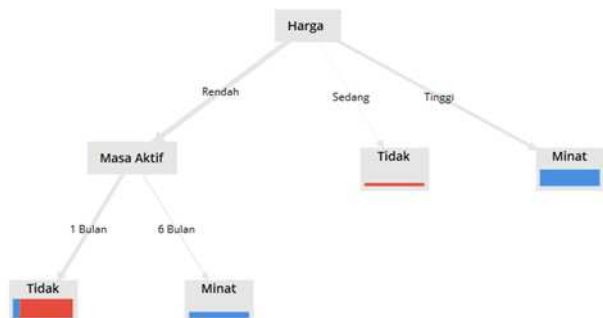 Harga
Rendah
Sedang
Tinggi
Masa Aktif
Tidak
Minat
1 Bulan
6 Bulan
Tidak
Minat